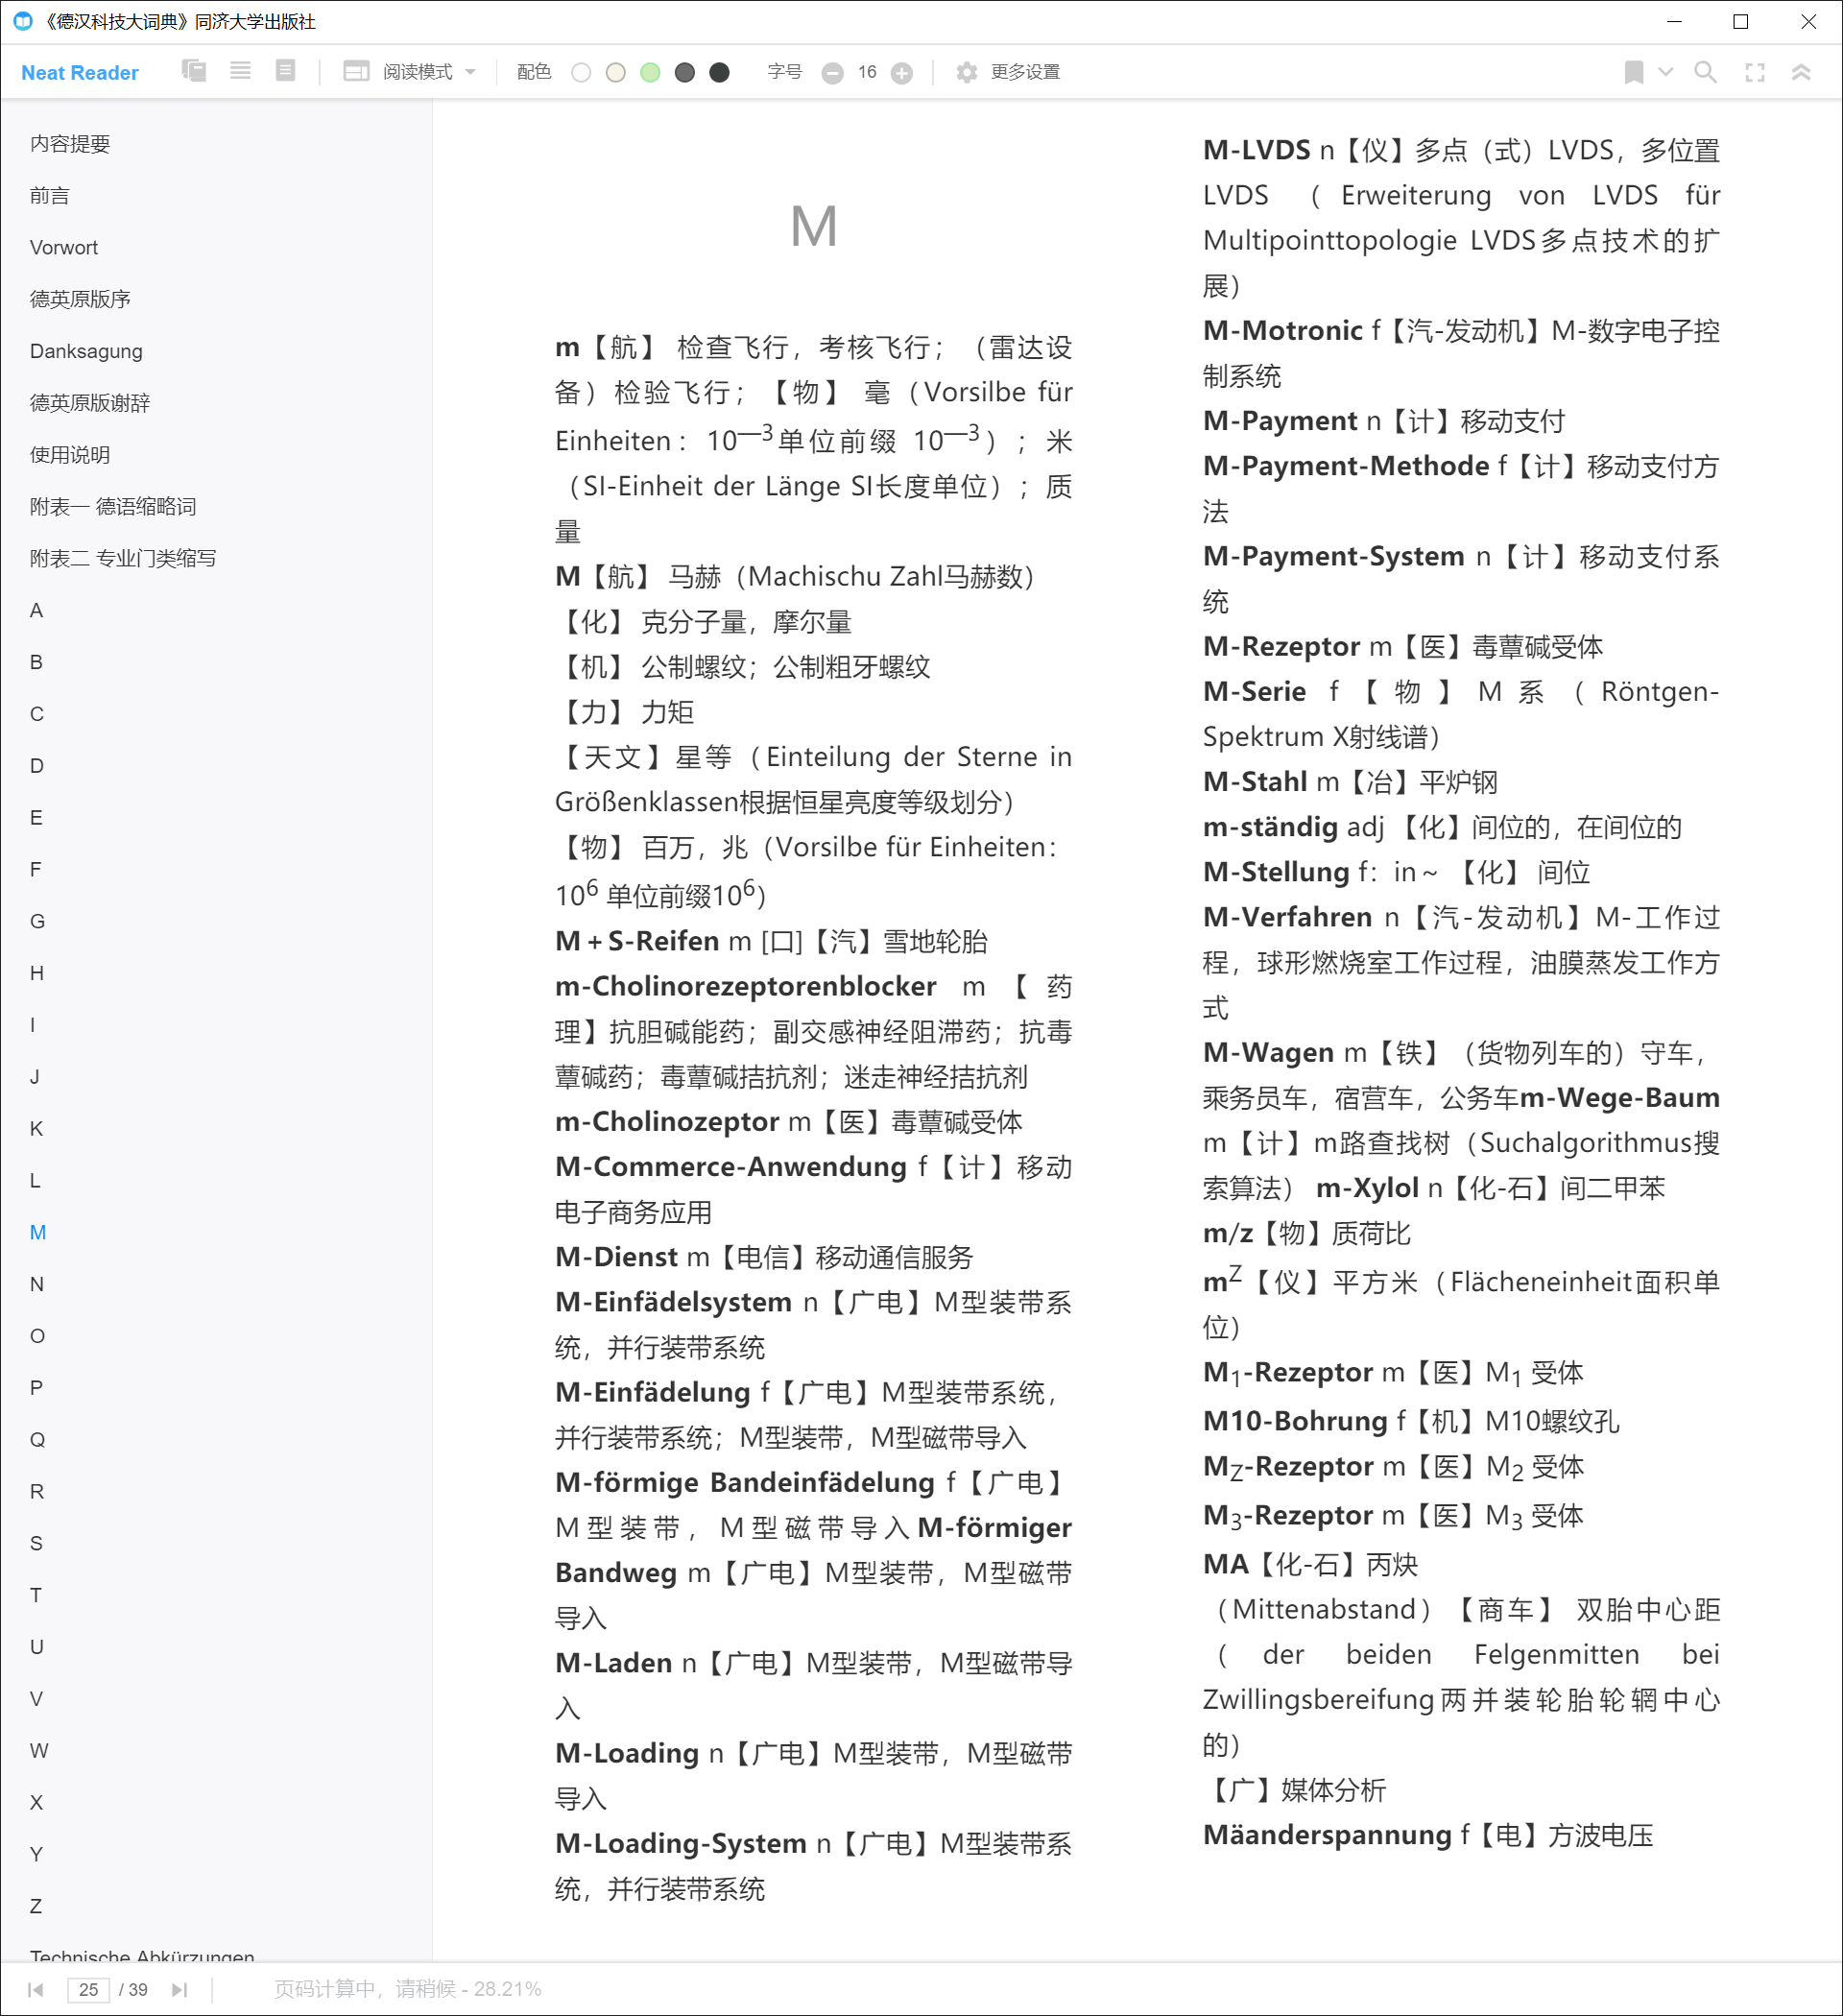 《德汉科技大词典》同济大学出版社
Neat Reader 阅读模式 配色 字号 16 更多设置
内容提要
前言
Vorwort
德英原版序
Danksagung
德英原版谢辞
使用说明
附表一 德语缩略词
附表二 专业门类缩写
A
B
C
D
E
F
G
H
I
J
K
L
M
N
O
P
Q
R
S
T
U
V
W
X
Y
Z
Technische Abkürzungen
M
m【航】 检查飞行，考核飞行；（雷达设
备）检验飞行；【物】 毫（Vorsilbe für
Einheiten：10—3单位前缀 10—3）；米
（SI-Einheit der Länge SI长度单位）；质
量
M【航】 马赫（Machischu Zahl马赫数）
【化】 克分子量，摩尔量
【机】 公制螺纹；公制粗牙螺纹
【力】 力矩
【天文】星等（Einteilung der Sterne in
Größenklassen根据恒星亮度等级划分）
【物】 百万，兆（Vorsilbe für Einheiten：
10⁶ 单位前缀10⁶）
M + S-Reifen m [口]【汽】雪地轮胎
m-Cholinorezeptorenblocker m 【 药
理】抗胆碱能药；副交感神经阻滞药；抗毒
蕈碱药；毒蕈碱拮抗剂；迷走神经拮抗剂
m-Cholinozeptor m【医】毒蕈碱受体
M-Commerce-Anwendung f【计】移动
电子商务应用
M-Dienst m【电信】移动通信服务
M-Einfädelsystem n【广电】M型装带系
统，并行装带系统
M-Einfädelung f【广电】M型装带系统，
并行装带系统；M型装带，M型磁带导入
M-förmige Bandeinfädelung f【广电】
M型装带，M型磁带导入M-förmiger
Bandweg m【广电】M型装带，M型磁带
导入
M-Laden n【广电】M型装带，M型磁带导
入
M-Loading n【广电】M型装带，M型磁带
导入
M-Loading-System n【广电】M型装带系
统，并行装带系统
M-LVDS n【仪】多点（式）LVDS，多位置
LVDS （ Erweiterung von LVDS für
Multipointtopologie LVDS多点技术的扩
展）
M-Motronic f【汽-发动机】M-数字电子控
制系统
M-Payment n【计】移动支付
M-Payment-Methode f【计】移动支付方
法
M-Payment-System n【计】移动支付系
统
M-Rezeptor m【医】毒蕈碱受体
M-Serie f【物】M系（Röntgen-
Spektrum X射线谱）
M-Stahl m【冶】平炉钢
m-ständig adj 【化】间位的，在间位的
M-Stellung f：in～ 【化】 间位
M-Verfahren n【汽-发动机】M-工作过
程，球形燃烧室工作过程，油膜蒸发工作方
式
M-Wagen m【铁】（货物列车的）守车，
乘务员车，宿营车，公务车m-Wege-Baum
m【计】m路查找树（Suchalgorithmus搜
索算法） m-Xylol n【化-石】间二甲苯
m/z【物】质荷比
mZ【仪】平方米（Flächeneinheit面积单
位）
M₁-Rezeptor m【医】M₁ 受体
M10-Bohrung f【机】M10螺纹孔
MZ-Rezeptor m【医】M₂ 受体
M₃-Rezeptor m【医】M₃ 受体
MA【化-石】丙炔
（Mittenabstand）【商车】 双胎中心距
（ der beiden Felgenmitten bei
Zwillingsbereifung两并装轮胎轮辋中心
的）
【广】媒体分析
Mäanderspannung f【电】方波电压
25 / 39 页码计算中，请稍候 - 28.21%